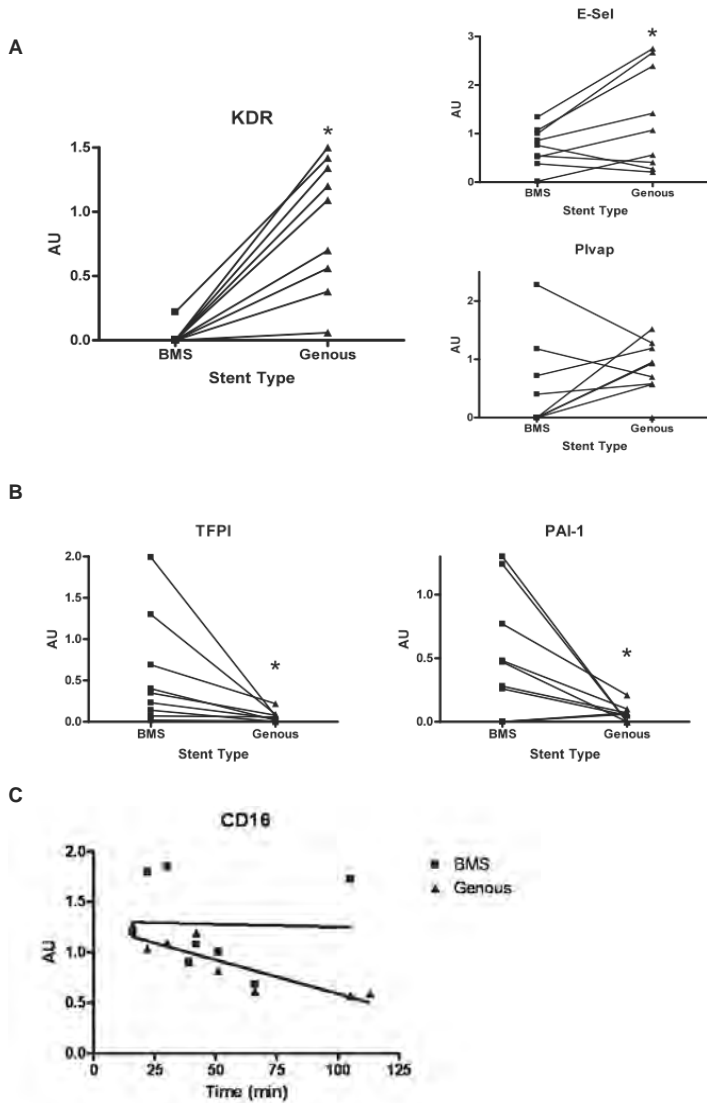 A
KDR
*
1.5
1.0
0.5
0.0
AU
BMS
Genous
Stent Type
E-Sel
*
3
2
1
0
AU
BMS
Genous
Stent Type
Plvap
2
1
0
AU
BMS
Genous
Stent Type
B
TFPI
2.0
1.5
1.0
0.5
0.0
AU
*
BMS
Genous
Stent Type
PAI-1
1.0
0.5
0.0
AU
*
BMS
Genous
Stent Type
C
CD16
2.0
1.5
1.0
0.5
0.0
AU
0 25 50 75 100 125
Time (min)
BMS
Genous